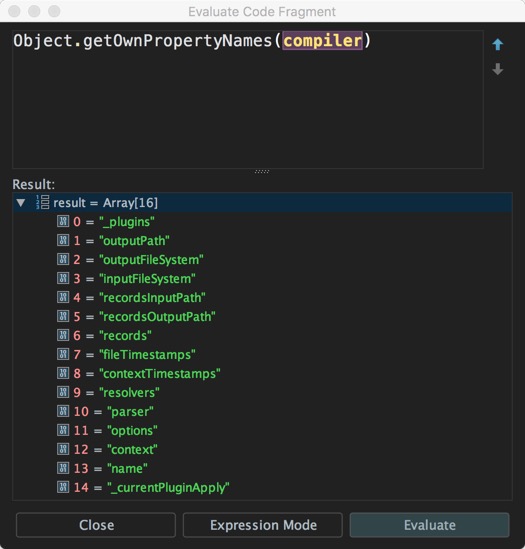 Evaluate Code Fragment
Object.getOwnPropertyNames(compiler)
Result:
result = Array[16]
0 = "_plugins"
1 = "outputPath"
2 = "outputFileSystem"
3 = "inputFileSystem"
4 = "recordsInputPath"
5 = "recordsOutputPath"
6 = "records"
7 = "fileTimestamps"
8 = "contextTimestamps"
9 = "resolvers"
10 = "parser"
11 = "options"
12 = "context"
13 = "name"
14 = "_currentPluginApply"
Close Expression Mode Evaluate